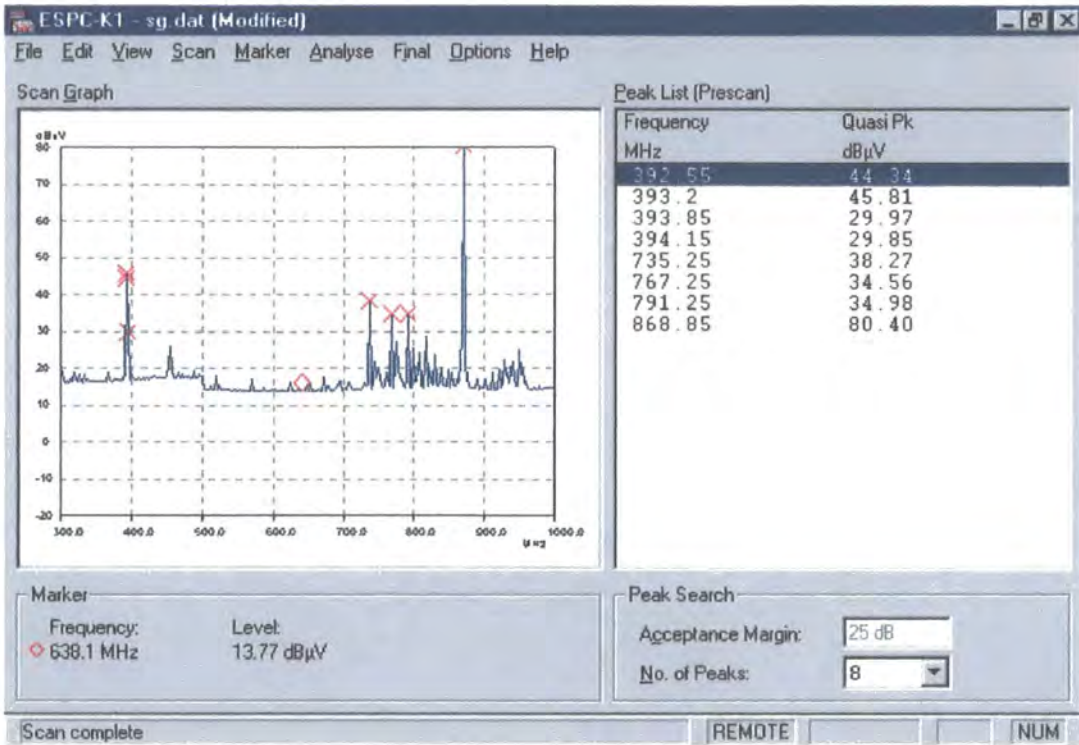 ESPC-K1 - sg.dat (Modified)
File Edit View Scan Marker Analyse Final Options Help
Scan Graph
dBµV
80
70
60
50
40
30
20
10
0
-10
-20
300.0 400.0 500.0 600.0 700.0 800.0 900.0 1000.0
MHz
Peak List (Prescan)
Frequency Quasi Pk
MHz dBµV
392.55 44.34
393.2 45.81
393.85 29.97
394.15 29.85
735.25 38.27
767.25 34.56
791.25 34.98
868.85 80.40
Marker
Frequency: Level:
638.1 MHz 13.77 dBµV
Peak Search
Acceptance Margin: 25 dB
No. of Peaks: 8
Scan complete REMOTE NUM